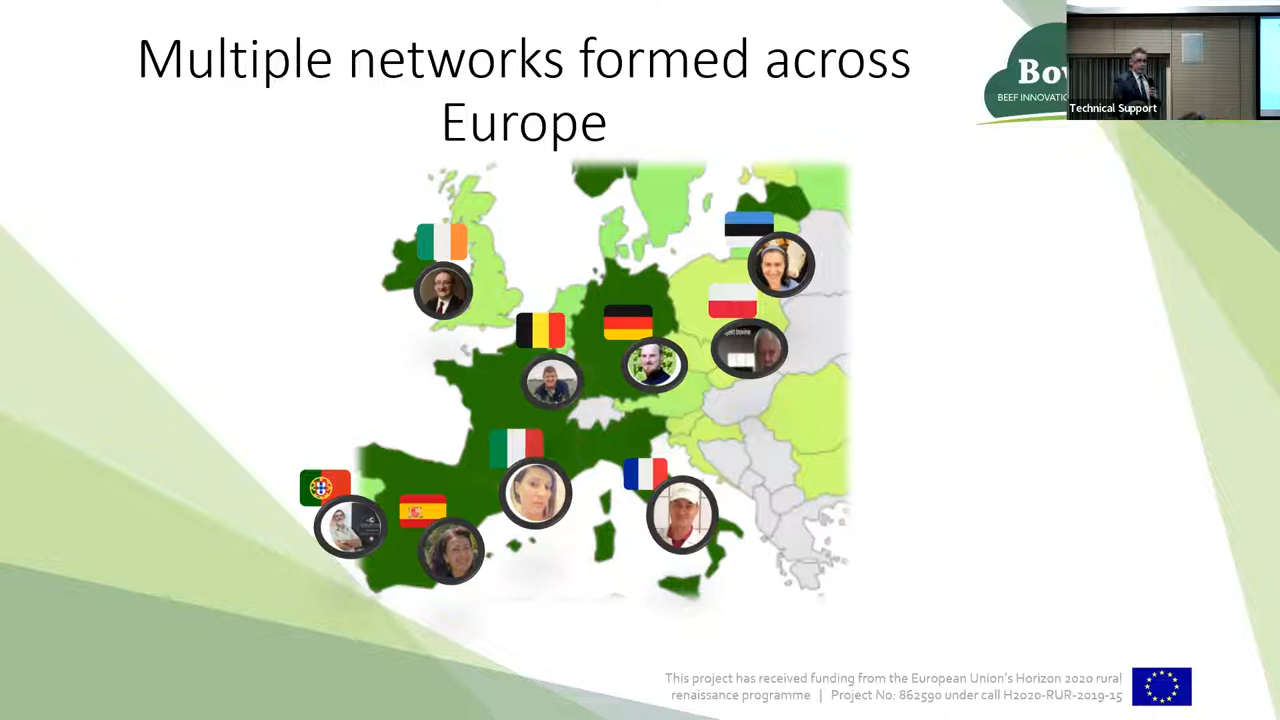 Multiple networks formed across
Europe
Bov
BEEF INNOVATIO
Technical Support
This project has received funding from the European Union's Horizon 2020 rural
renaissance programme | Project No: 862590 under call H2020-RUR-2019-15